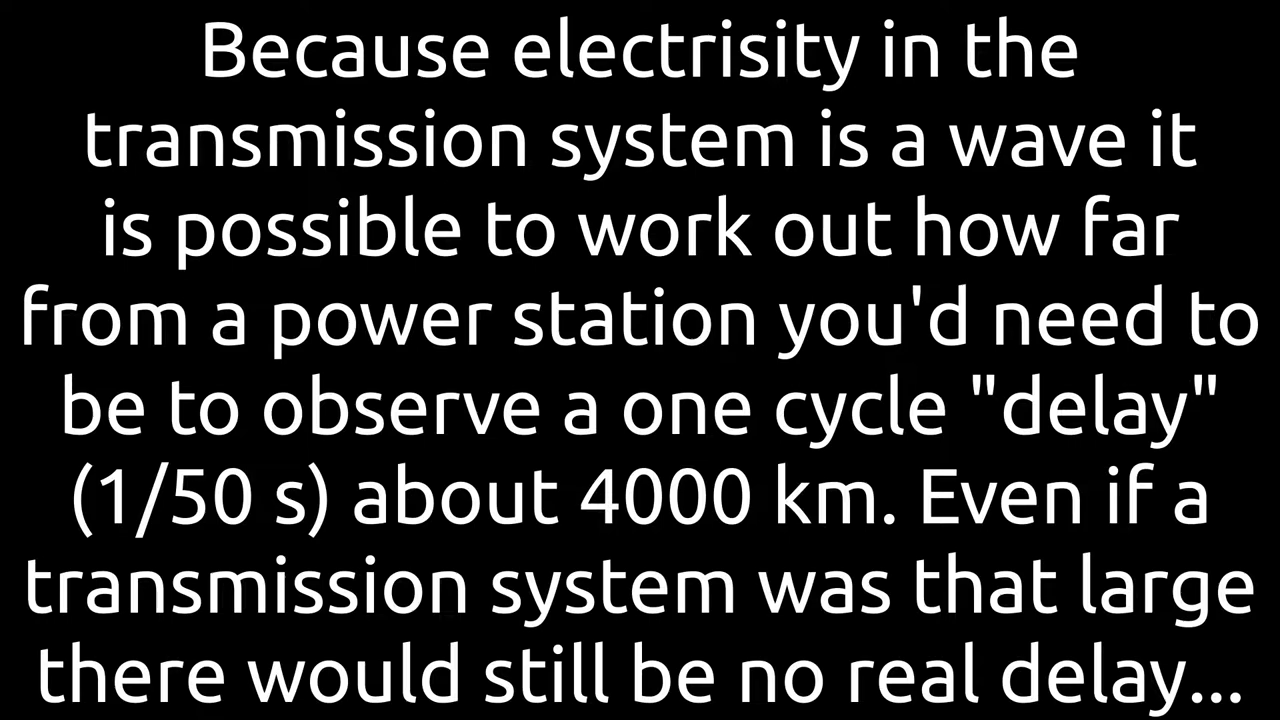 Because electrisity in the
transmission system is a wave it
is possible to work out how far
from a power station you'd need to
be to observe a one cycle "delay"
(1/50 s) about 4000 km. Even if a
transmission system was that large
there would still be no real delay...